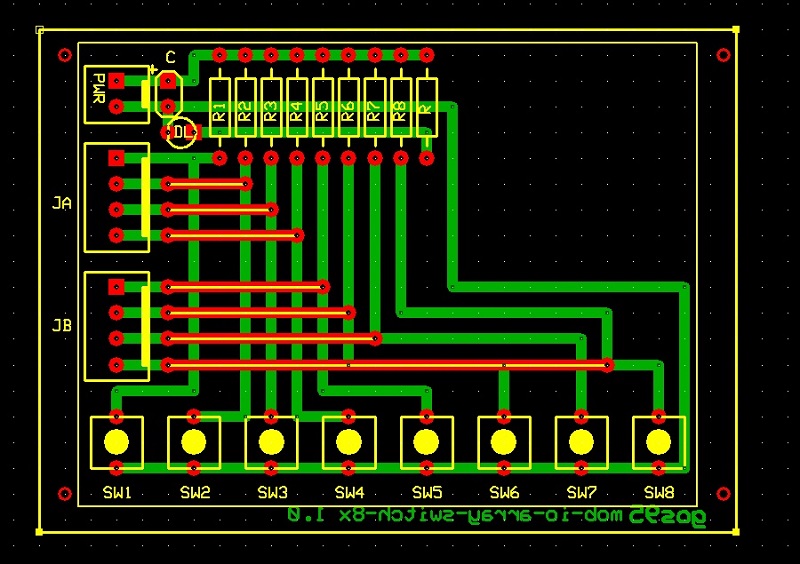 C
+
PWR
DL
R1 R2 R3 R4 R5 R6 R7 R8 R
JA
JB
SW1 SW2 SW3 SW4 SW5 SW6 SW7 SW8
gos95 mob-io-array-switch-8x 1.0